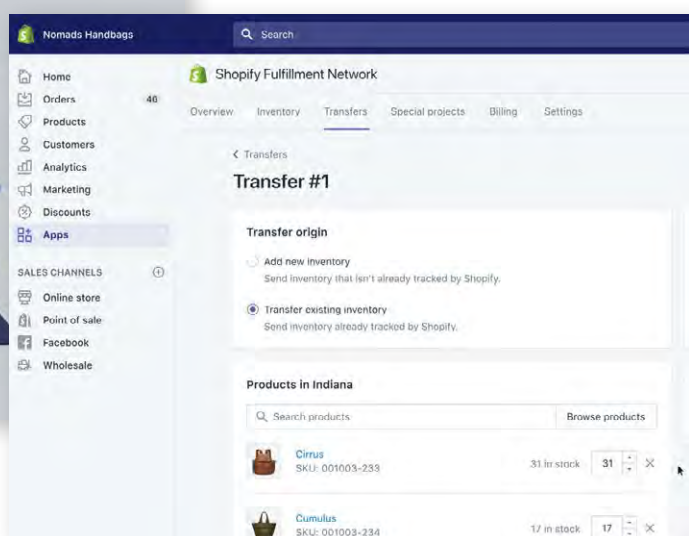 Nomads Handbags
Search
Home
Orders 46
Products
Customers
Analytics
Marketing
Discounts
Apps
SALES CHANNELS
Online store
Point of sale
Facebook
Wholesale
Shopify Fulfillment Network
Overview Inventory Transfers Special projects Billing Settings
Transfers
Transfer #1
Transfer origin
Add new inventory
Send inventory that isn't already tracked by Shopify.
Transfer existing inventory
Send inventory already tracked by Shopify.
Products in Indiana
Search products Browse products
Cirrus
SKU: 001003-233 31 in stock 31
Cumulus
SKU: 001003-234 17 in stock 17